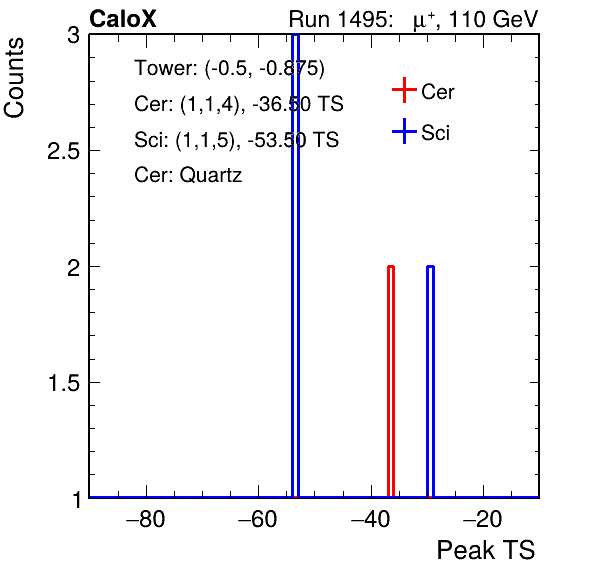 CaloX Run 1495: μ⁺, 110 GeV
Counts
3
2.5
2
1.5
1
Tower: (-0.5, -0.875)
Cer: (1,1,4), -36.50 TS
Sci: (1,1,5), -53.50 TS
Cer: Quartz
Cer
Sci
−80 −60 −40 −20
Peak TS